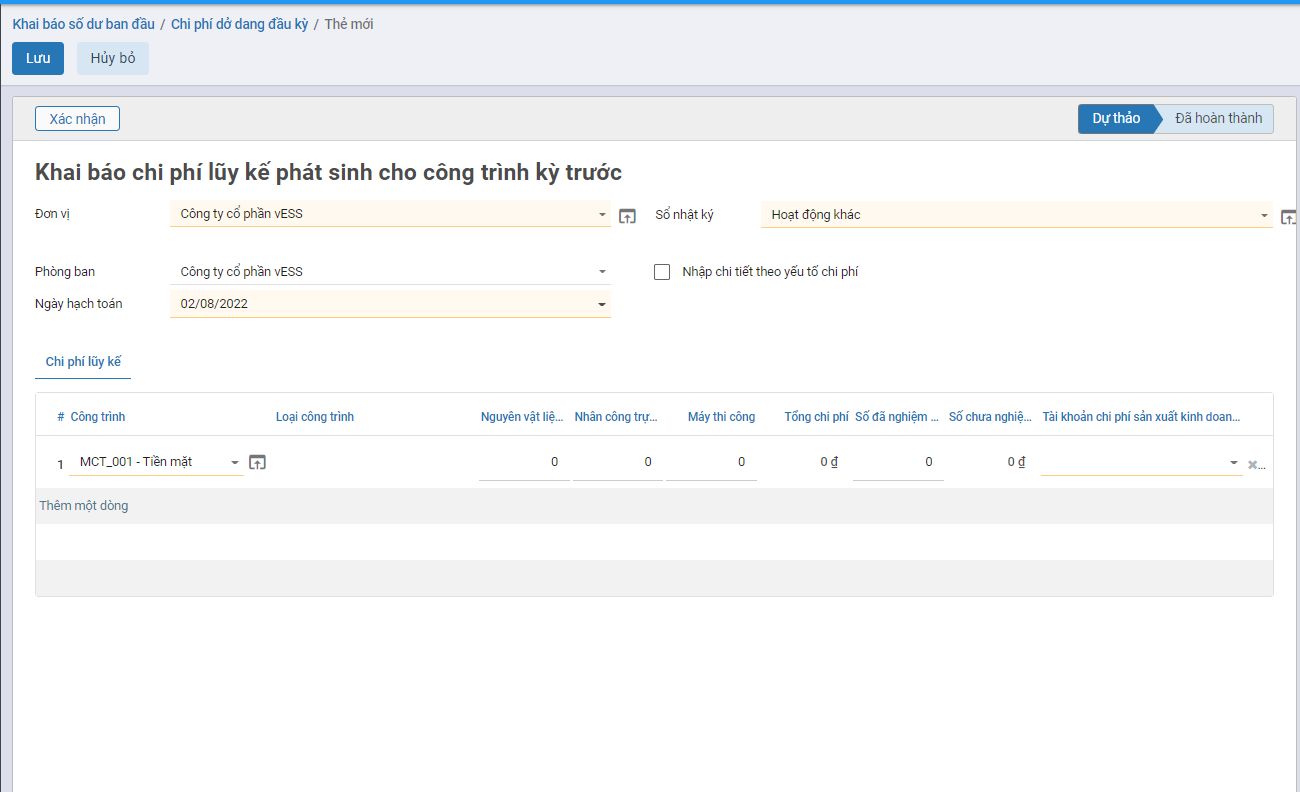 Khai báo số dư ban đầu / Chi phí dở dang đầu kỳ / Thẻ mới
Lưu Hủy bỏ
Xác nhận Dự thảo Đã hoàn thành
Khai báo chi phí lũy kế phát sinh cho công trình kỳ trước
Đơn vị Công ty cổ phần vESS Sổ nhật ký Hoạt động khác
Phòng ban Công ty cổ phần vESS Nhập chi tiết theo yếu tố chi phí
Ngày hạch toán 02/08/2022
Chi phí lũy kế
# Công trình Loại công trình Nguyên vật liệ... Nhân công trự... Máy thi công Tổng chi phí Số đã nghiệm ... Số chưa nghiệ... Tài khoản chi phí sản xuất kinh doan...
1 MCT_001 - Tiền mặt 0 0 0 0 ₫ 0 0 ₫
Thêm một dòng